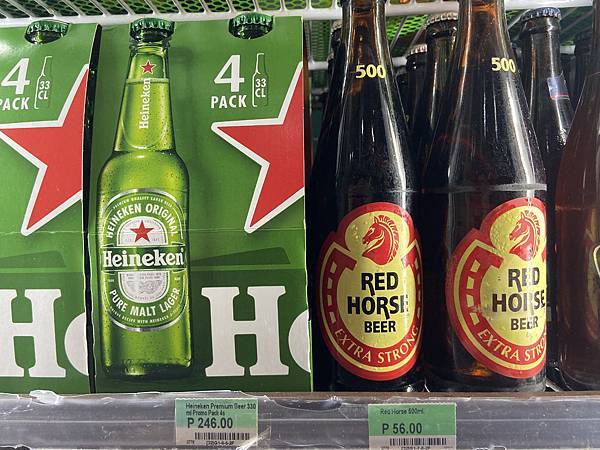 4
PACK
33
CL
Heineken
4
PACK
33
CL
HEINEKEN ORIGINAL
Heineken
PURE MALT LAGER
He
He
500
RED
HORSE
BEER
EXTRA STRONG
500
RED
HORSE
BEER
EXTRA STRONG
Heineken Premium Beer 330
ml Promo Pack 4s
P 246.00
Red Horse 500ml
P 56.00